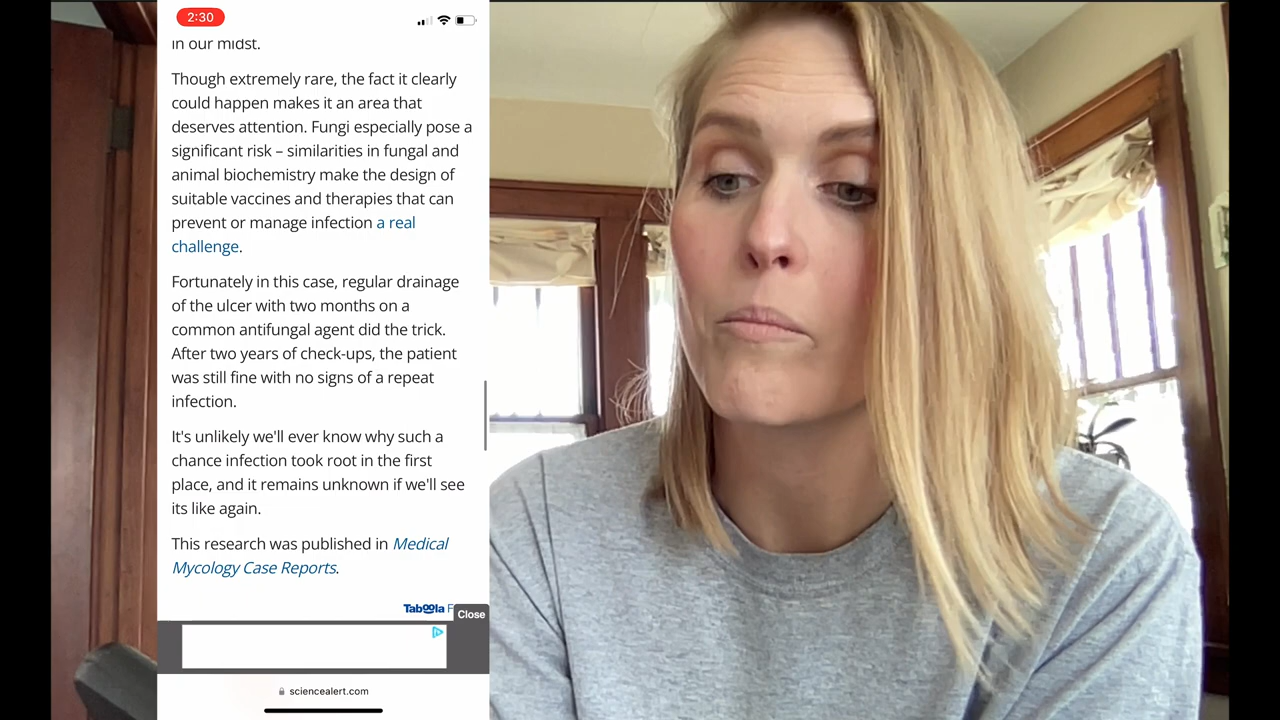 2:30
in our midst.
Though extremely rare, the fact it clearly
could happen makes it an area that
deserves attention. Fungi especially pose a
significant risk – similarities in fungal and
animal biochemistry make the design of
suitable vaccines and therapies that can
prevent or manage infection a real
challenge.
Fortunately in this case, regular drainage
of the ulcer with two months on a
common antifungal agent did the trick.
After two years of check-ups, the patient
was still fine with no signs of a repeat
infection.
It's unlikely we'll ever know why such a
chance infection took root in the first
place, and it remains unknown if we'll see
its like again.
This research was published in Medical
Mycology Case Reports.
Taboola
Close
sciencealert.com